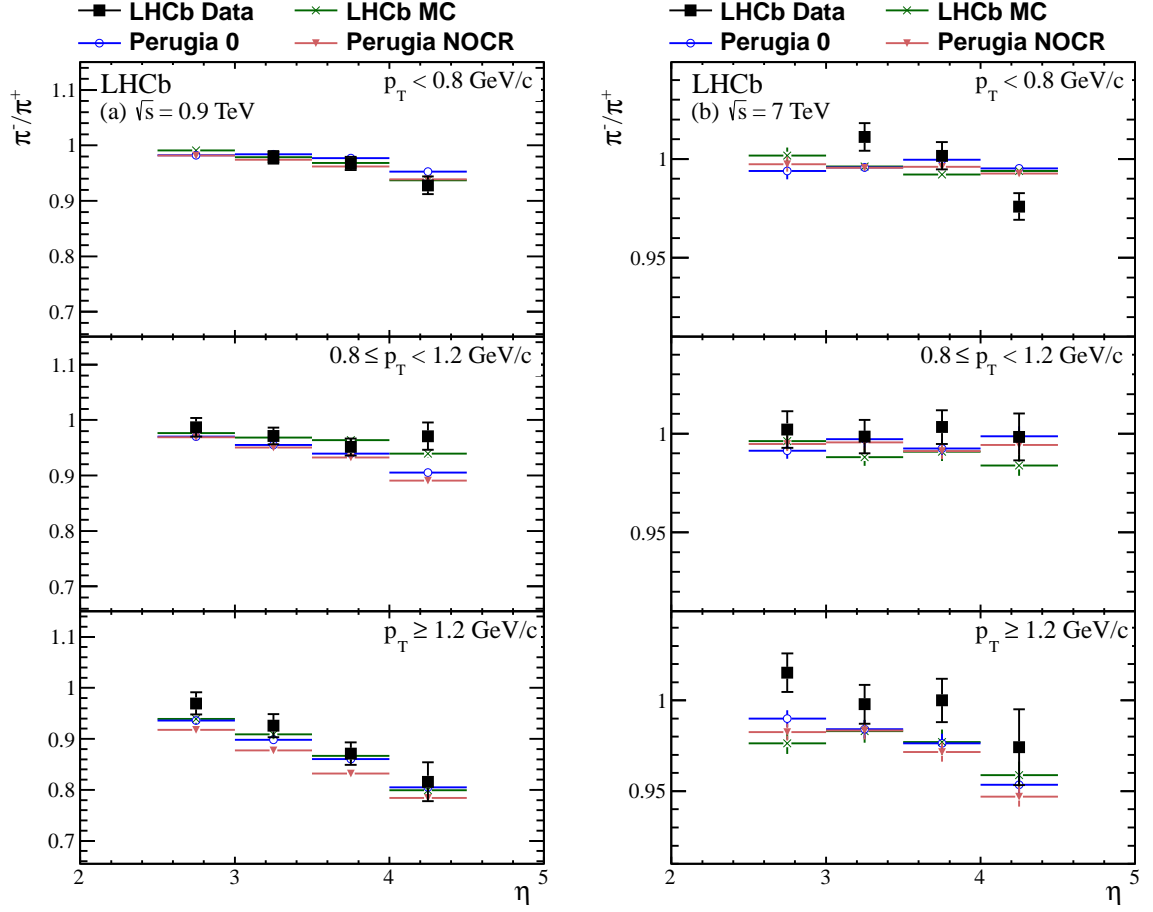 LHCb Data
LHCb MC
Perugia 0
Perugia NOCR
LHCb
p_T < 0.8 GeV/c
(a) √s = 0.9 TeV
π⁻/π⁺
1.1
1
0.9
0.8
0.7
0.8 ≤ p_T < 1.2 GeV/c
1.1
1
0.9
0.8
0.7
p_T ≥ 1.2 GeV/c
1.1
1
0.9
0.8
0.7
2
3
4
5
η
LHCb Data
LHCb MC
Perugia 0
Perugia NOCR
LHCb
p_T < 0.8 GeV/c
(b) √s = 7 TeV
π⁻/π⁺
1
0.95
0.8 ≤ p_T < 1.2 GeV/c
1
0.95
p_T ≥ 1.2 GeV/c
1
0.95
2
3
4
5
η